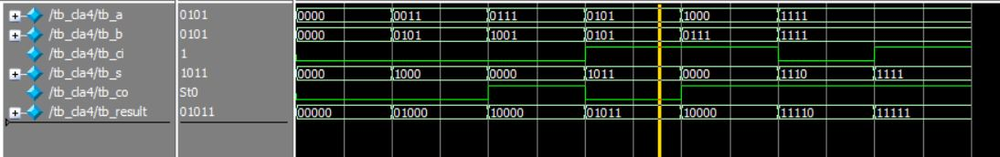 /tb_cla4/tb_a 0101 0000 0011 0111 0101 1000 1111
/tb_cla4/tb_b 0101 0000 0101 1001 0101 0111 1111
/tb_cla4/tb_ci 1
/tb_cla4/tb_s 1011 0000 1000 0000 1011 0000 1110 1111
/tb_cla4/tb_co St0
/tb_cla4/tb_result 01011 00000 01000 10000 01011 10000 11110 11111